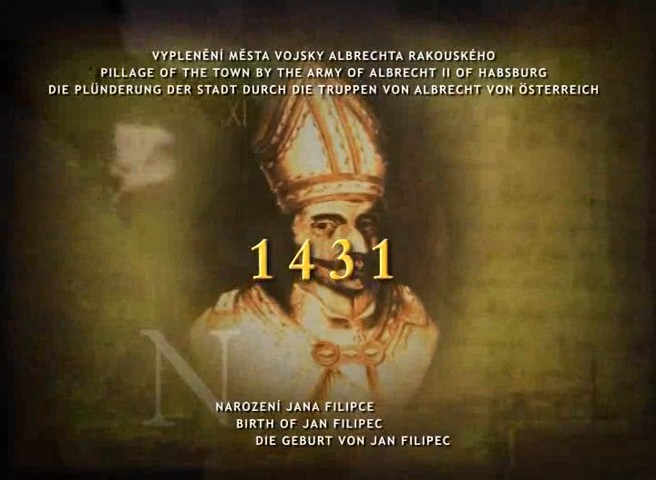 VYPLENĚNÍ MĚSTA VOJSKY ALBRECHTA RAKOUSKÉHO
PILLAGE OF THE TOWN BY THE ARMY OF ALBRECHT II OF HABSBURG
DIE PLÜNDERUNG DER STADT DURCH DIE TRUPPEN VON ALBRECHT VON ÖSTERREICH
XI
1431
N
NAROZENÍ JANA FILIPCE
BIRTH OF JAN FILIPEC
DIE GEBURT VON JAN FILIPEC